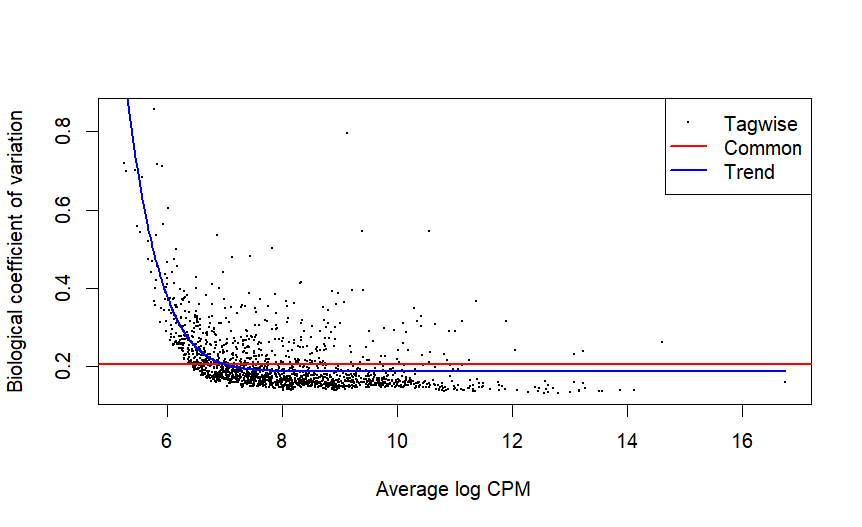 Tagwise
Common
Trend
Biological coefficient of variation
0.8
0.6
0.4
0.2
6 8 10 12 14 16
Average log CPM